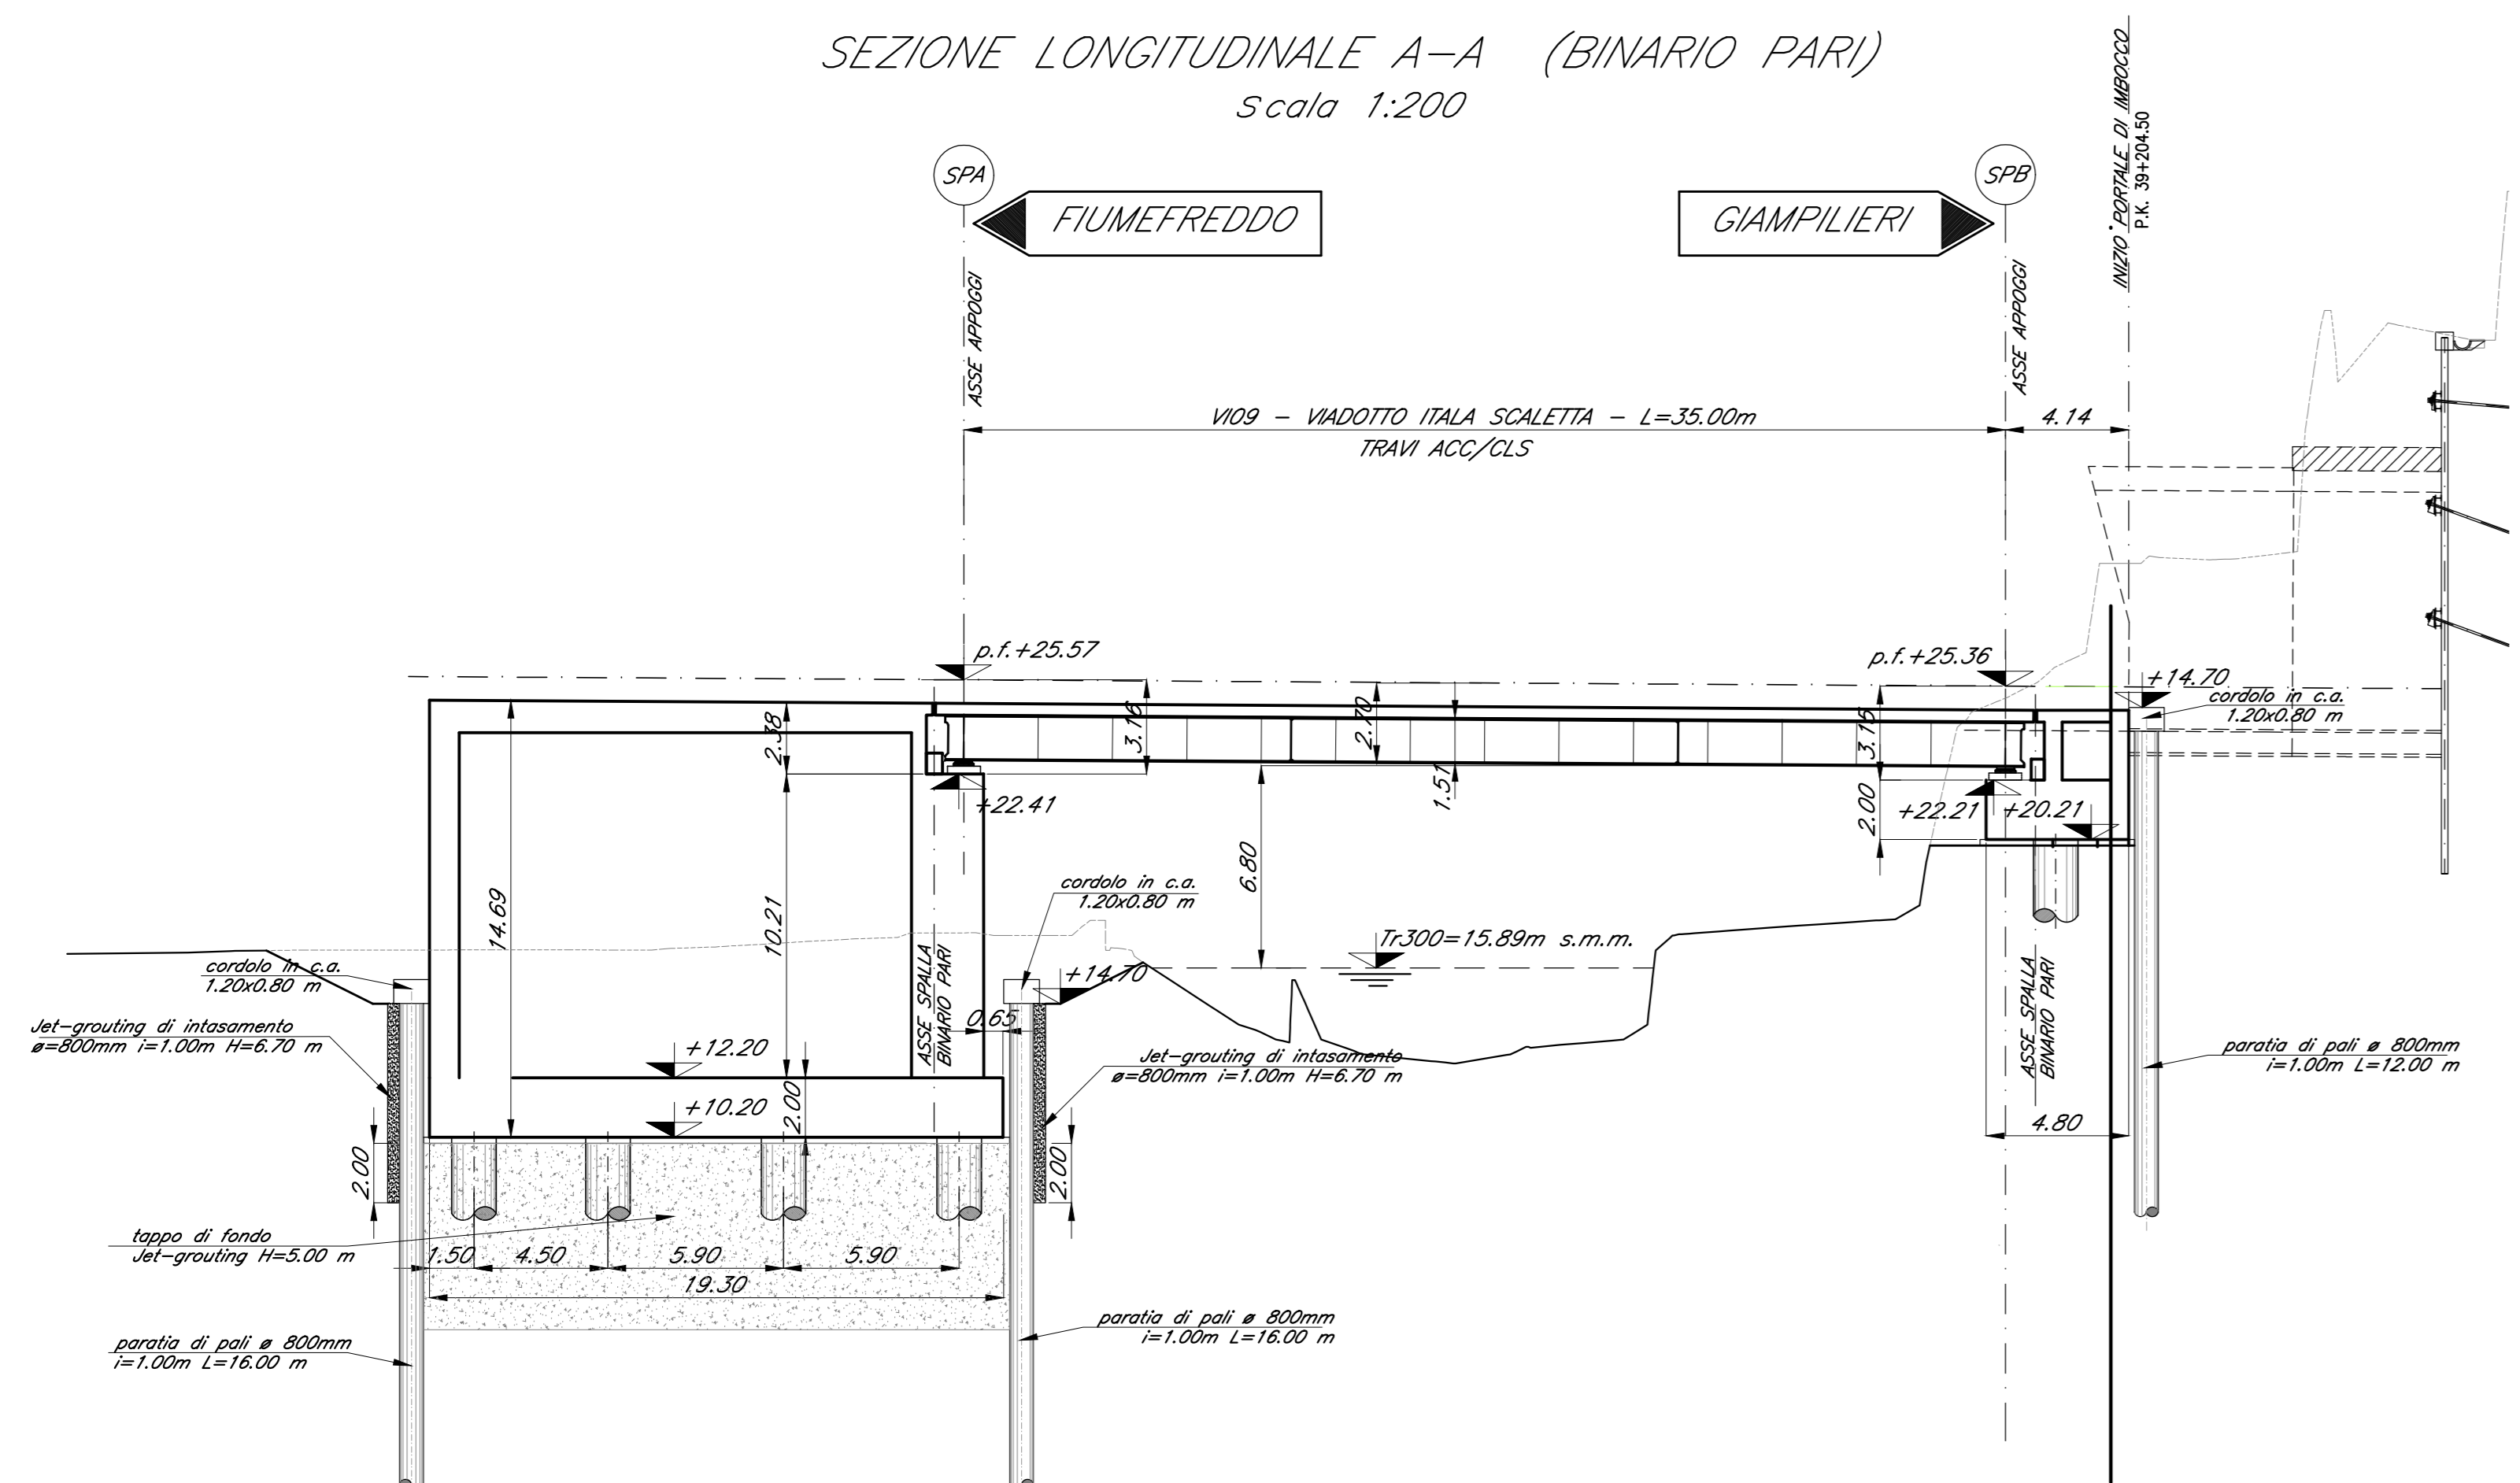 SEZIONE LONGITUDINALE A-A (BINARIO PARI)
Scala 1:200
SPA
SPB
FIUMEFREDDO
GIAMPILIERI
INIZIO PORTALE DI IMBOCCO
P.K. 39+204.50
ASSE APPOGGI
ASSE APPOGGI
VI09 - VIADOTTO ITALA SCALETTA - L=35.00m
4.14
TRAVI ACC/CLS
p.f.+25.57
p.f.+25.36
+14.70
cordolo in c.a.
1.20x0.80 m
2.38
3.16
2.70
1.51
3.15
+22.41
2.00
+22.21
+20.21
14.69
10.21
6.80
cordolo in c.a.
1.20x0.80 m
Tr300=15.89m s.m.m.
cordolo in c.a.
1.20x0.80 m
+14.70
ASSE SPALLA
BINARIO PARI
ASSE SPALLA
BINARIO PARI
0.65
Jet-grouting di intasamento
ø=800mm i=1.00m H=6.70 m
+12.20
Jet-grouting di intasamento
ø=800mm i=1.00m H=6.70 m
paratia di pali ø 800mm
i=1.00m L=12.00 m
+10.20
2.00
4.80
2.00
2.00
tappo di fondo
Jet-grouting H=5.00 m
1.50
4.50
5.90
5.90
19.30
paratia di pali ø 800mm
i=1.00m L=16.00 m
paratia di pali ø 800mm
i=1.00m L=16.00 m